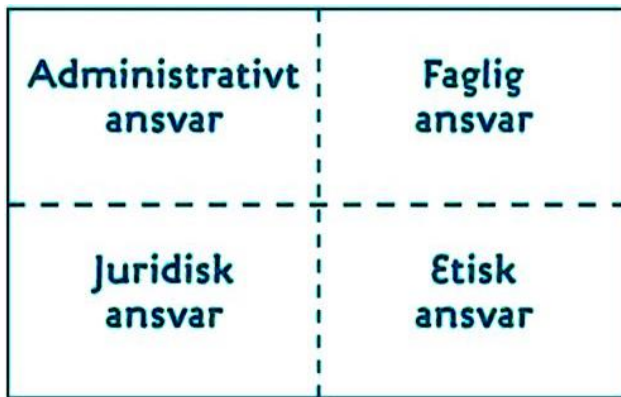 Administrativt
ansvar
Faglig
ansvar
Juridisk
ansvar
Etisk
ansvar